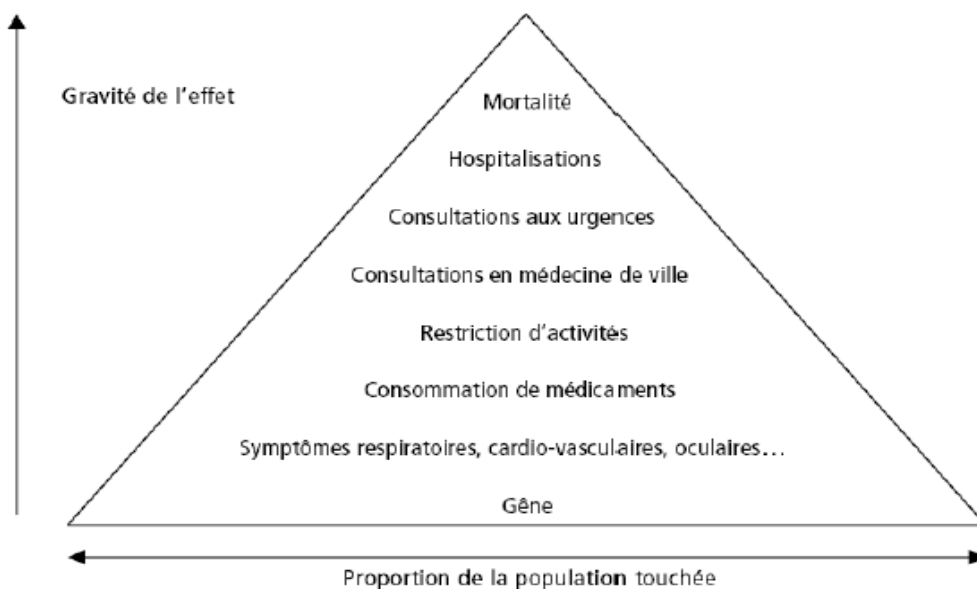 Gravité de l'effet
Mortalité
Hospitalisations
Consultations aux urgences
Consultations en médecine de ville
Restriction d'activités
Consommation de médicaments
Symptômes respiratoires, cardio-vasculaires, oculaires...
Gêne
Proportion de la population touchée